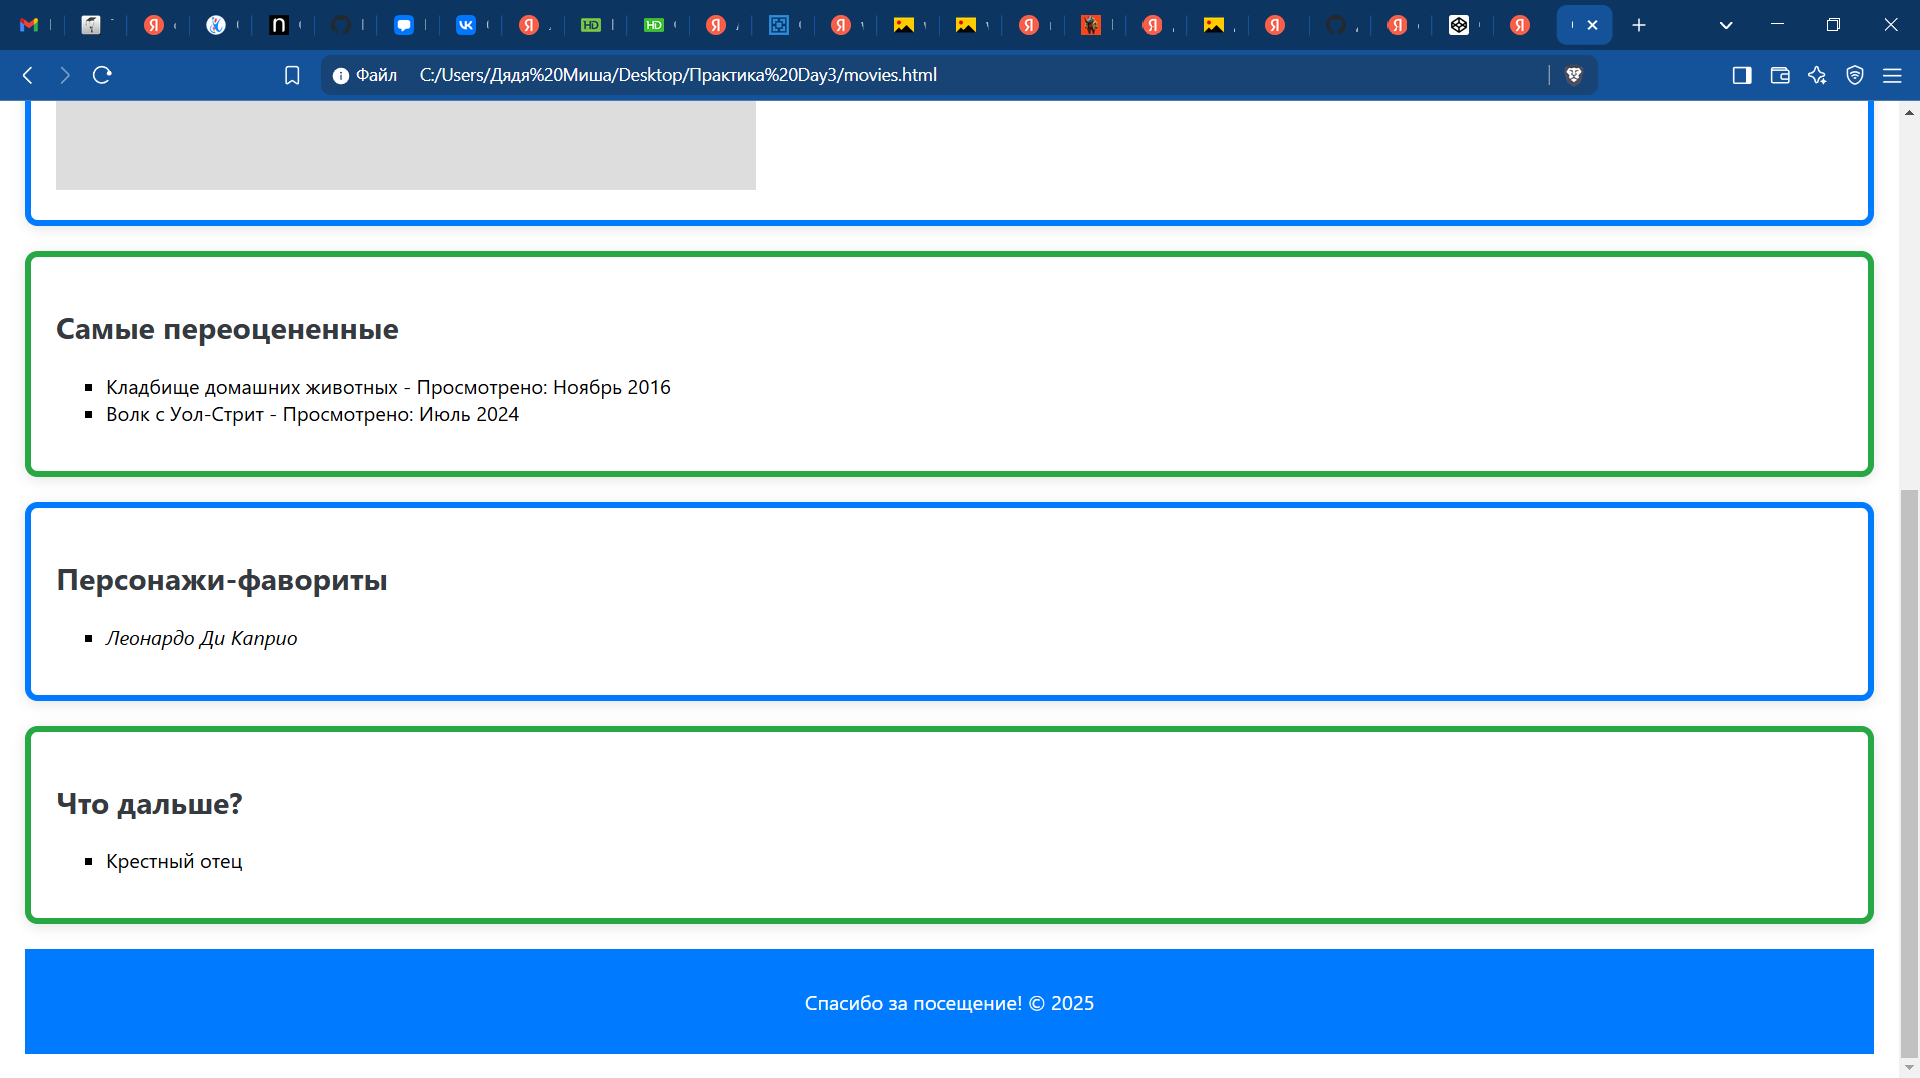 Файл C:/Users/Дядя%20Миша/Desktop/Практика%20Day3/movies.html
Самые переоцененные
Кладбище домашних животных - Просмотрено: Ноябрь 2016
Волк с Уол-Стрит - Просмотрено: Июль 2024
Персонажи-фавориты
Леонардо Ди Каприо
Что дальше?
Крестный отец
Спасибо за посещение! © 2025